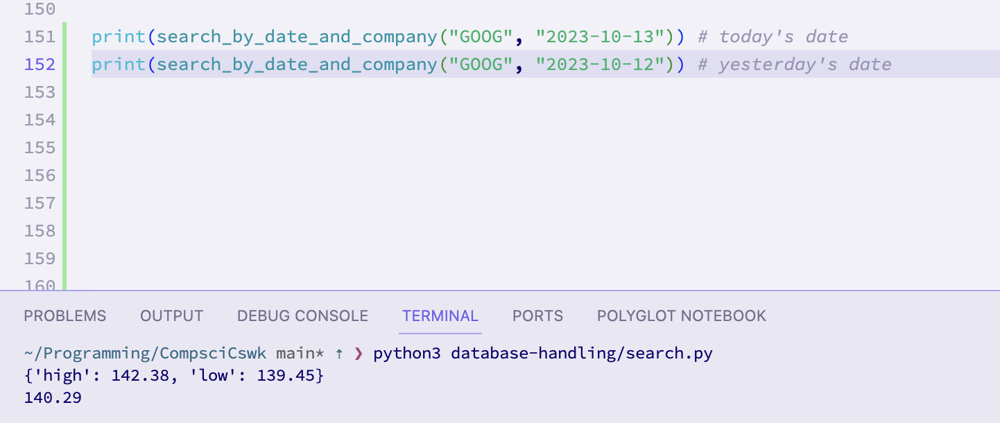 150
151 print(search_by_date_and_company("GOOG", "2023-10-13")) # today's date
152 print(search_by_date_and_company("GOOG", "2023-10-12")) # yesterday's date
153
154
155
156
157
158
159
160
PROBLEMS OUTPUT DEBUG CONSOLE TERMINAL PORTS POLYGLOT NOTEBOOK
~/Programming/CompsciCswk main* ⇡ ❯ python3 database-handling/search.py
{'high': 142.38, 'low': 139.45}
140.29